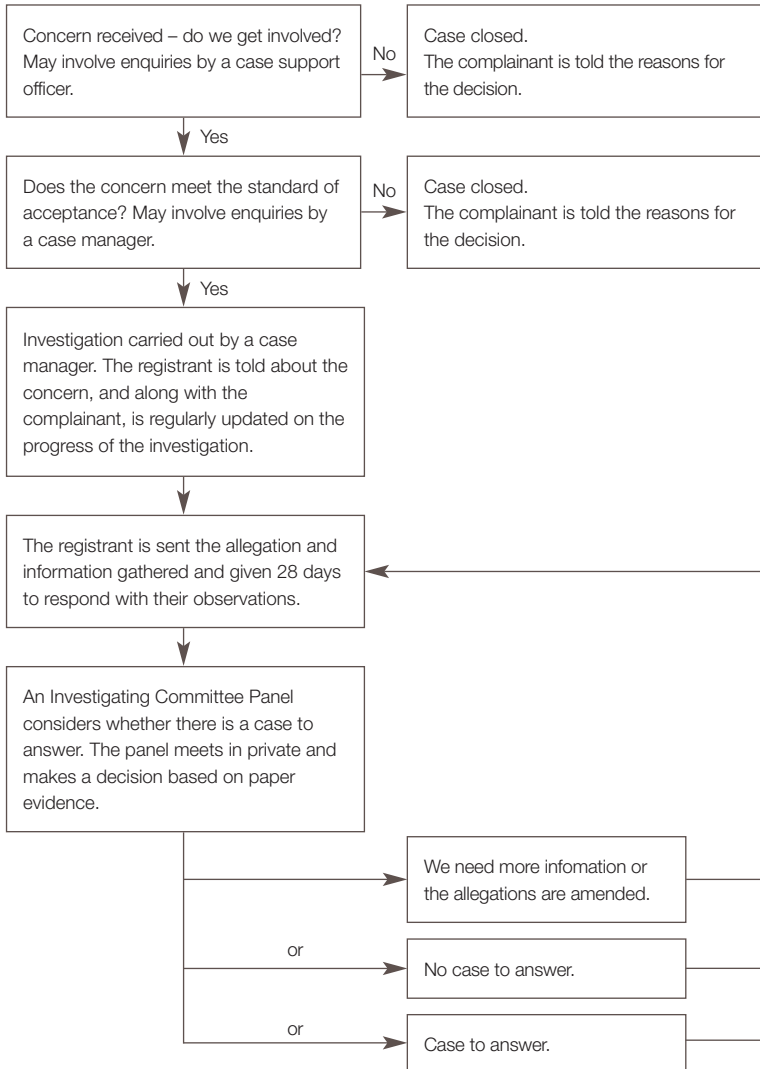 Concern received – do we get involved?
May involve enquiries by a case support
officer.
No
Case closed.
The complainant is told the reasons for
the decision.
Yes
Does the concern meet the standard of
acceptance? May involve enquiries by
a case manager.
No
Case closed.
The complainant is told the reasons for
the decision.
Yes
Investigation carried out by a case
manager. The registrant is told about the
concern, and along with the
complainant, is regularly updated on the
progress of the investigation.
The registrant is sent the allegation and
information gathered and given 28 days
to respond with their observations.
An Investigating Committee Panel
considers whether there is a case to
answer. The panel meets in private and
makes a decision based on paper
evidence.
We need more infomation or
the allegations are amended.
or
No case to answer.
or
Case to answer.